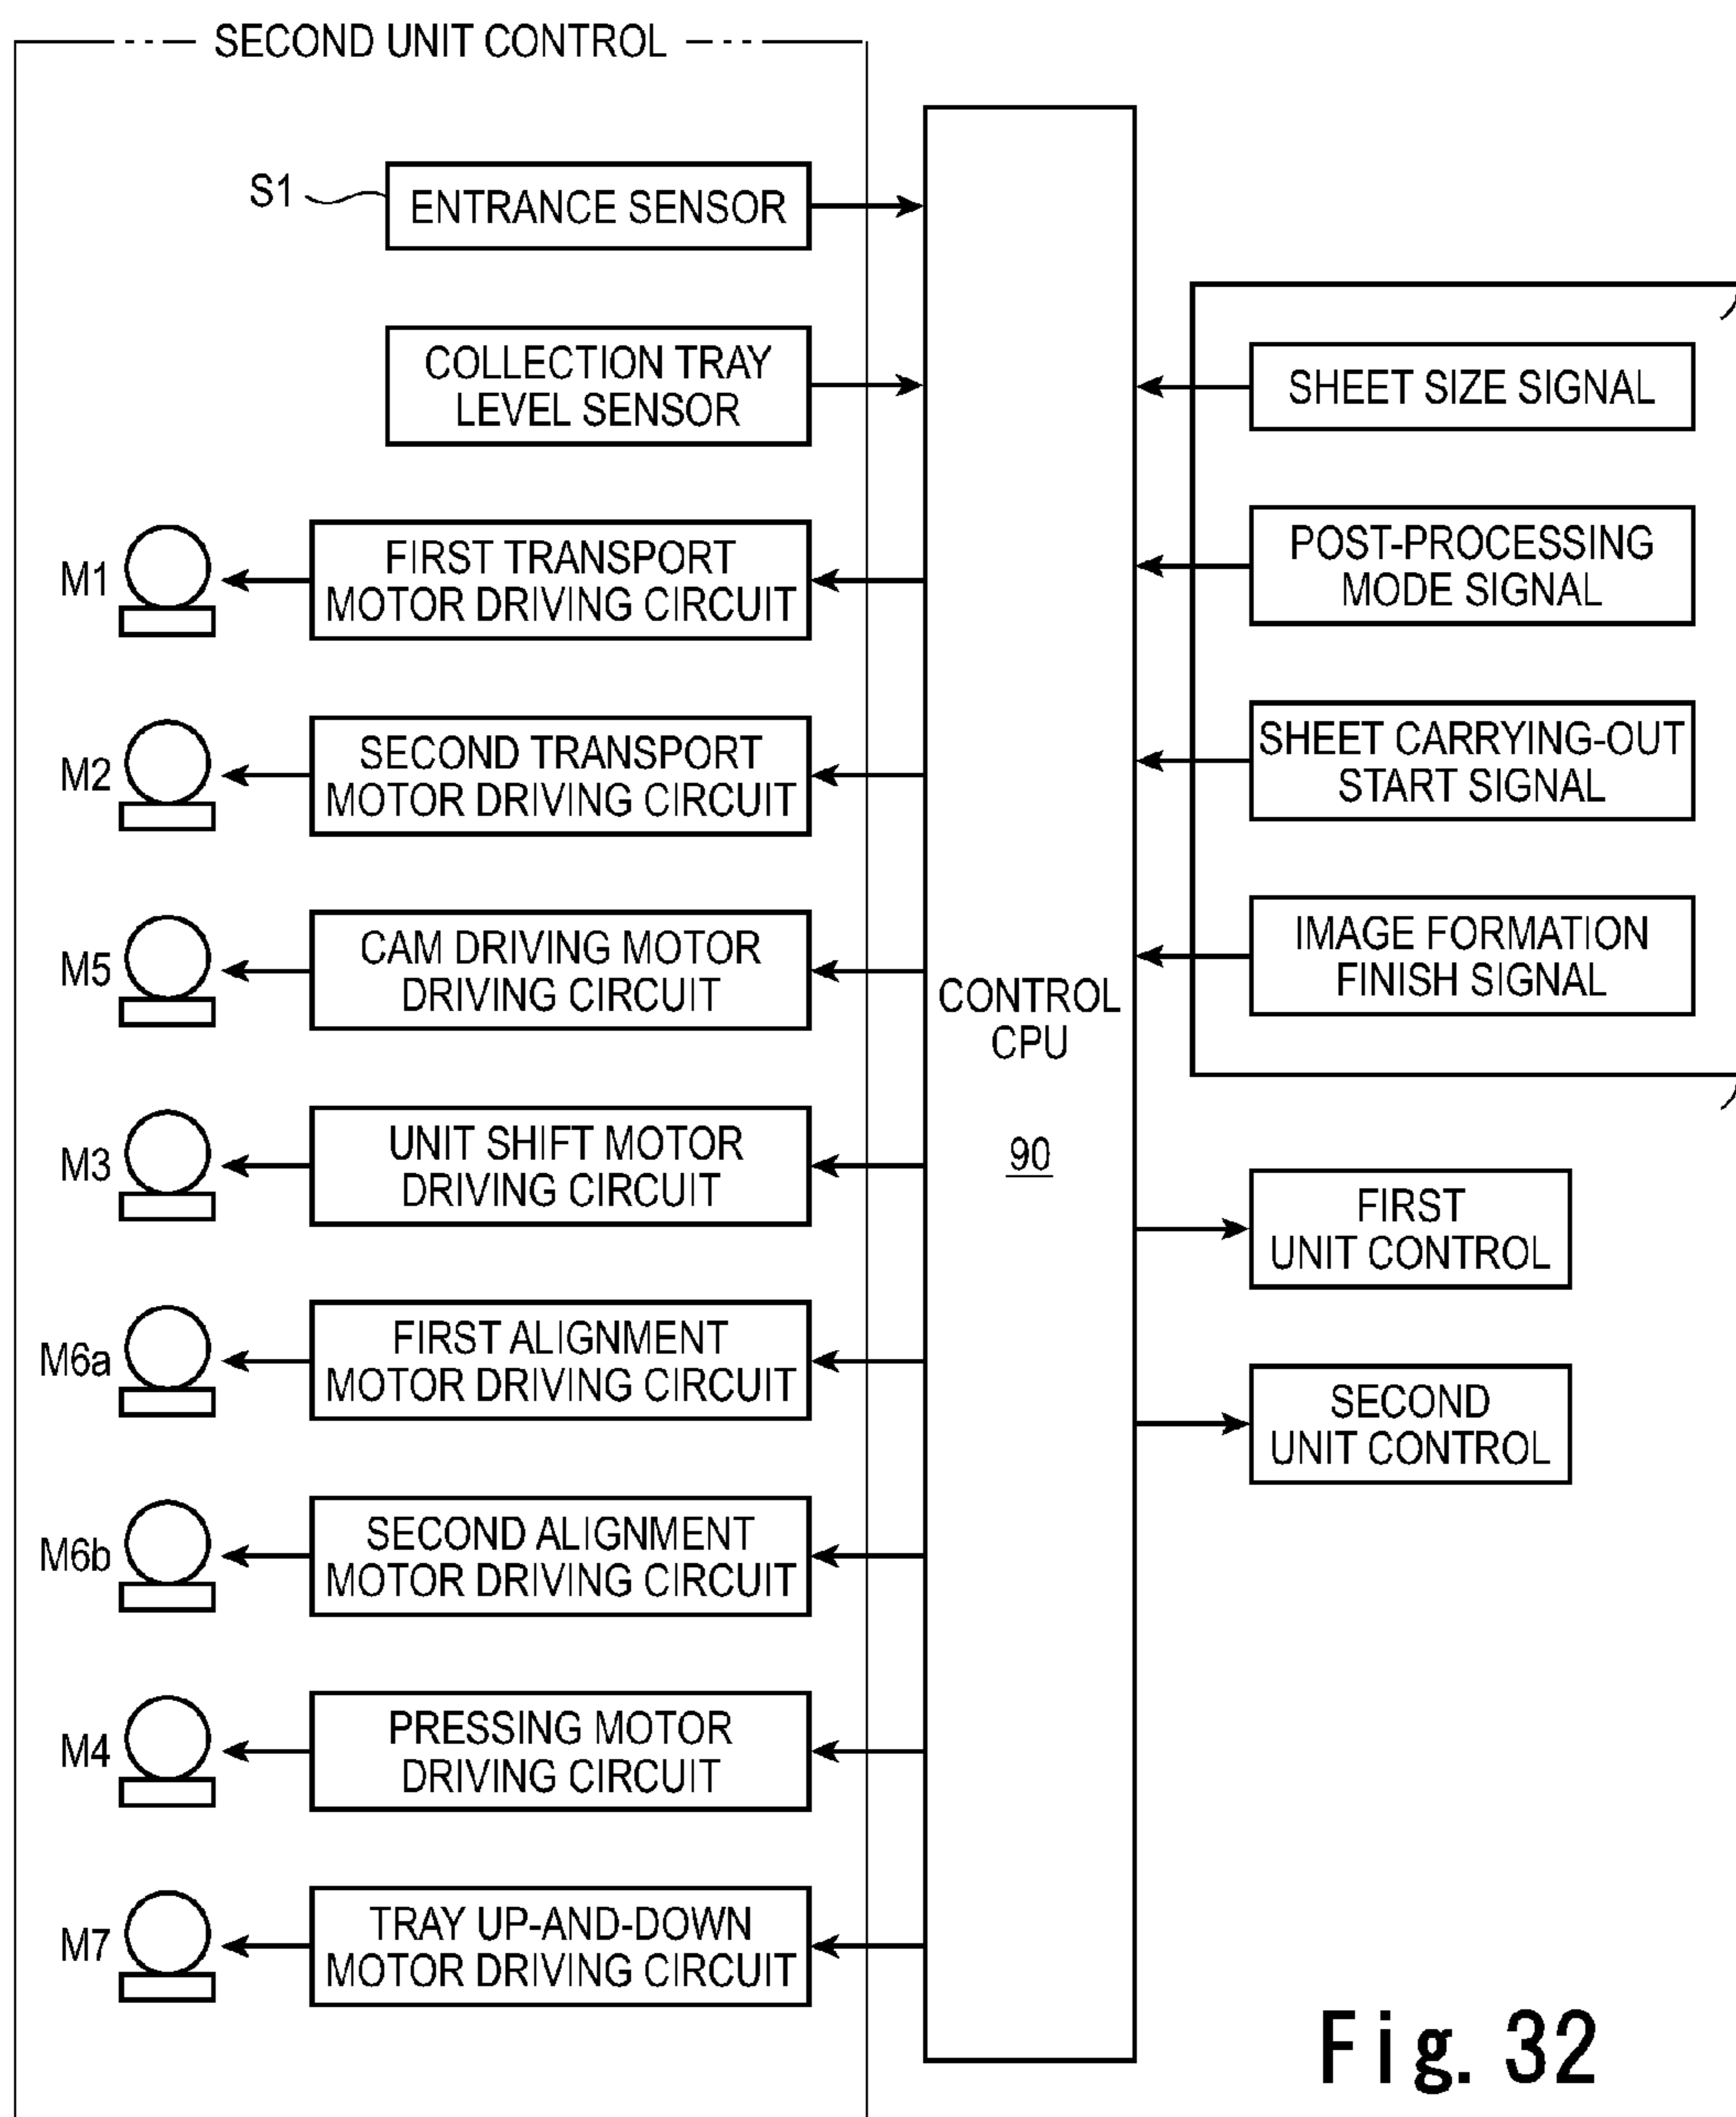 SECOND UNIT CONTROL
S1
ENTRANCE SENSOR
COLLECTION TRAY
LEVEL SENSOR
M1
FIRST TRANSPORT
MOTOR DRIVING CIRCUIT
M2
SECOND TRANSPORT
MOTOR DRIVING CIRCUIT
M5
CAM DRIVING MOTOR
DRIVING CIRCUIT
M3
UNIT SHIFT MOTOR
DRIVING CIRCUIT
M6a
FIRST ALIGNMENT
MOTOR DRIVING CIRCUIT
M6b
SECOND ALIGNMENT
MOTOR DRIVING CIRCUIT
M4
PRESSING MOTOR
DRIVING CIRCUIT
M7
TRAY UP-AND-DOWN
MOTOR DRIVING CIRCUIT
CONTROL
CPU
90
SHEET SIZE SIGNAL
POST-PROCESSING
MODE SIGNAL
SHEET CARRYING-OUT
START SIGNAL
IMAGE FORMATION
FINISH SIGNAL
FIRST
UNIT CONTROL
SECOND
UNIT CONTROL
Fig. 32